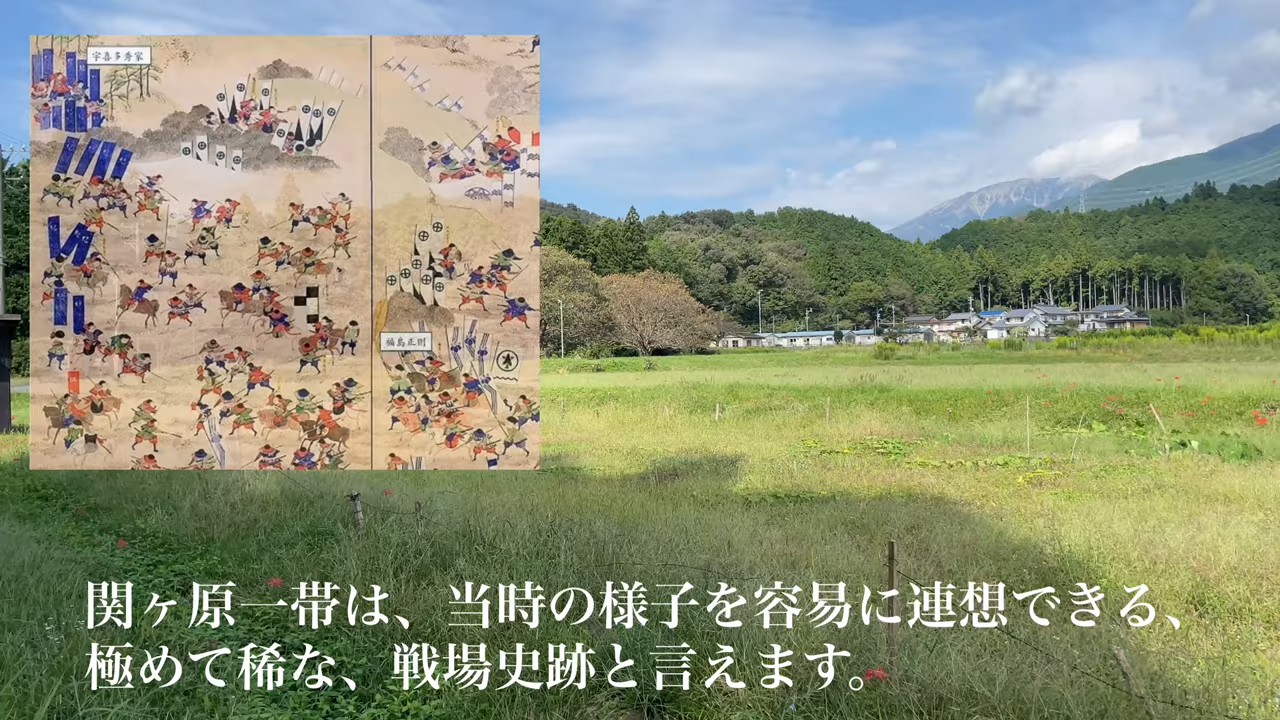 宇喜多秀家
福島正則
関ヶ原一帯は、当時の様子を容易に連想できる、
極めて稀な、戦場史跡と言えます。